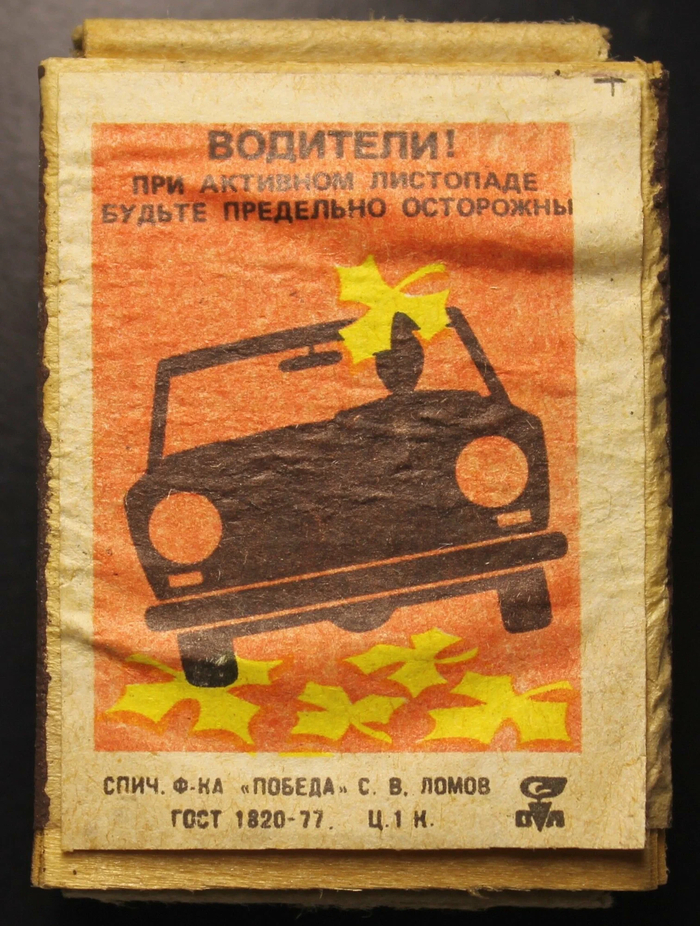 ВОДИТЕЛИ!
ПРИ АКТИВНОМ ЛИСТОПАДЕ
БУДЬТЕ ПРЕДЕЛЬНО ОСТОРОЖНЫ
СПИЧ. Ф-КА «ПОБЕДА» С. В. ЛОМОВ
ГОСТ 1820-77. Ц. 1 К.